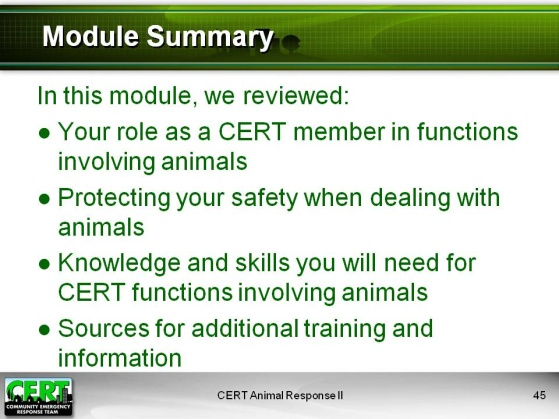 Module Summary
In this module, we reviewed:
● Your role as a CERT member in functions
involving animals
● Protecting your safety when dealing with
animals
● Knowledge and skills you will need for
CERT functions involving animals
● Sources for additional training and
information
CERT
COMMUNITY EMERGENCY
RESPONSE TEAM
CERT Animal Response II
45